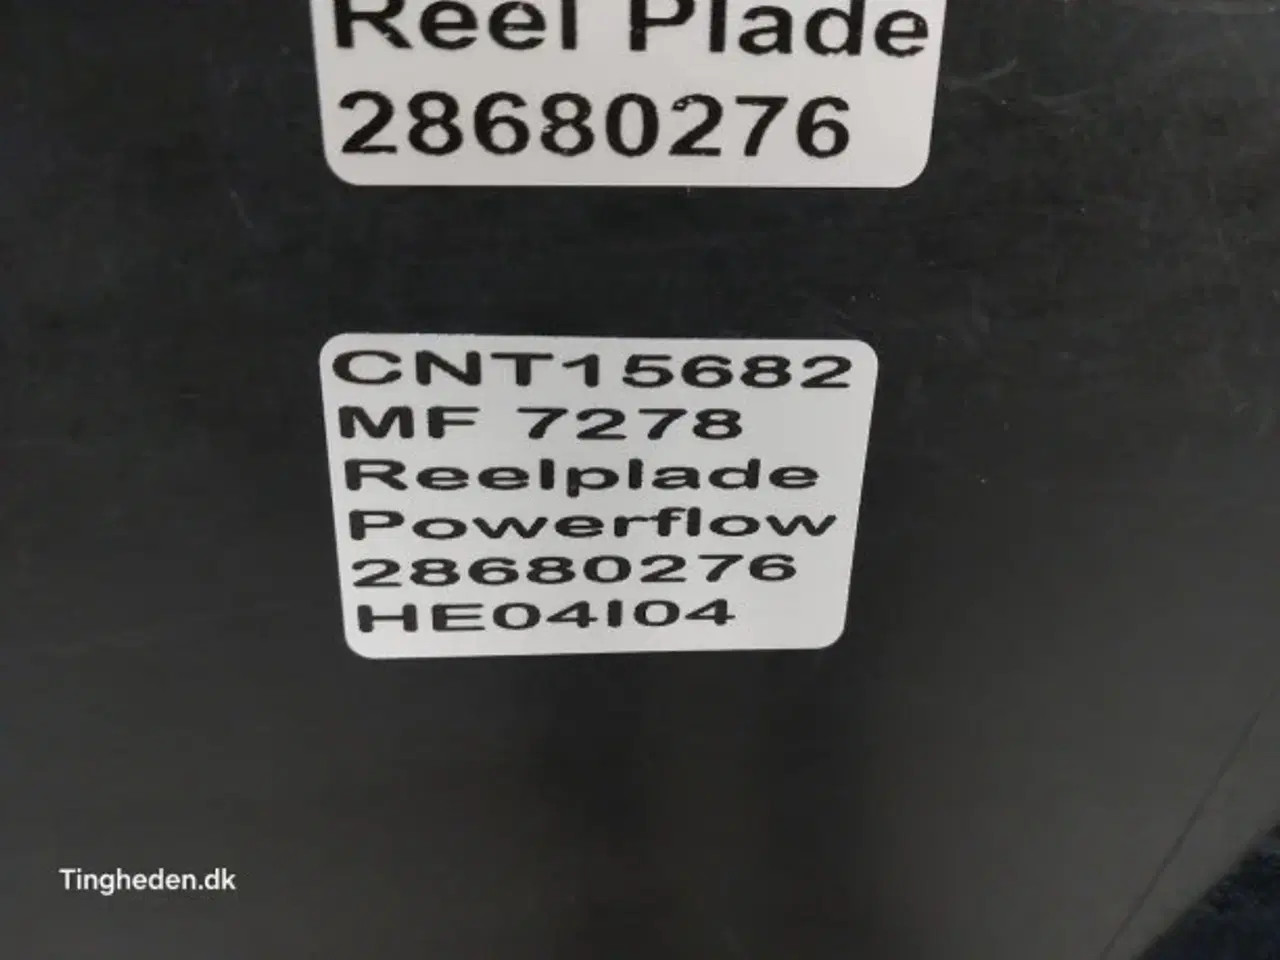 Reel Plade
28680276
CNT15682
MF 7278
Reelplade
Powerflow
28680276
HE04I04
Tingheden.dk